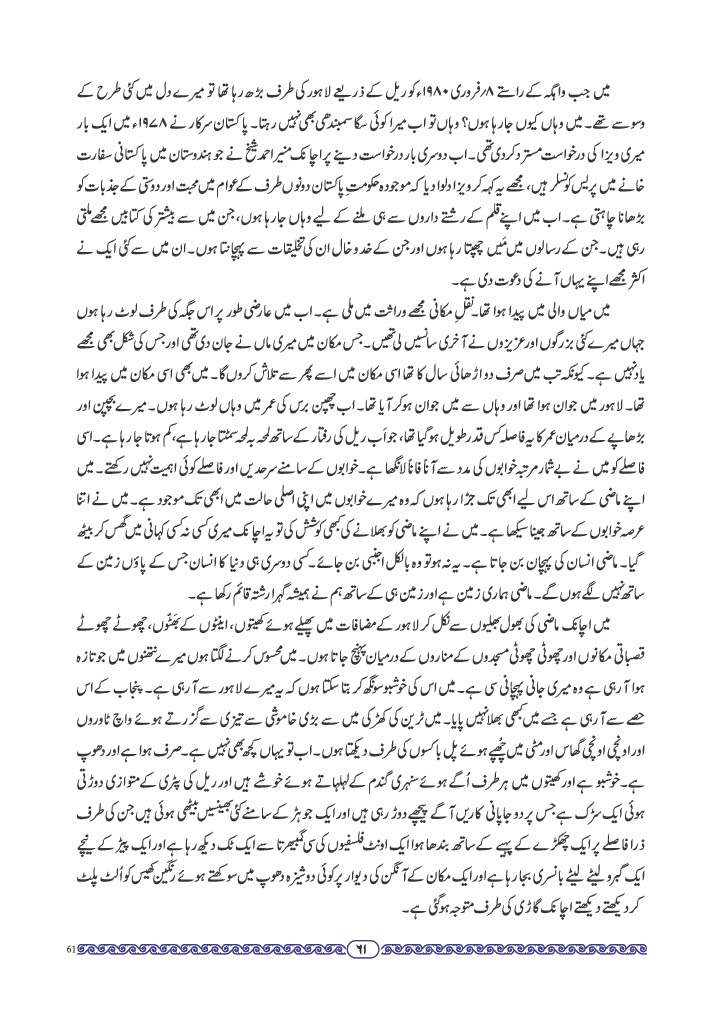 میں جب واہگہ کے راستے ۸؍فروری ۱۹۸۰ء کو ریل کے ذریعے لاہور کی طرف بڑھ رہا تھا تو میرے دل میں کئی طرح کے
وسوسے تھے۔ میں وہاں کیوں جا رہا ہوں؟ وہاں تو اب میرا کوئی سگا سمبندھی بھی نہیں رہتا۔ پاکستان سرکار نے ۱۹۷۸ء میں ایک بار
میری ویزا کی درخواست مسترد کر دی تھی۔ اب دوسری بار درخواست دینے پر اچانک منیر احمد شیخ نے جو ہندوستان میں پاکستانی سفارت
خانے میں پریس کونسلر ہیں، مجھے یہ کہہ کر ویزا دلوا دیا کہ موجودہ حکومتِ پاکستان دونوں طرف کے عوام میں محبت اور دوستی کے جذبات کو
بڑھانا چاہتی ہے۔ اب میں اپنے قلم کے رشتے داروں سے ہی ملنے کے لیے وہاں جا رہا ہوں، جن میں سے بیشتر کی کتابیں مجھے ملتی
رہی ہیں۔ جن کے رسالوں میں مَیں چھپتا رہا ہوں اور جن کے خد و خال ان کی تخلیقات سے پہچانتا ہوں۔ ان میں سے کئی ایک نے
اکثر مجھے اپنے یہاں آنے کی دعوت دی ہے۔
میں میاں والی میں پیدا ہوا تھا۔ نقلِ مکانی مجھے وراثت میں ملی ہے۔ اب میں عارضی طور پر اس جگہ کی طرف لوٹ رہا ہوں
جہاں میرے کئی بزرگوں اور عزیزوں نے آخری سانسیں لی تھیں۔ جس مکان میں میری ماں نے جان دی تھی اور جس کی شکل بھی مجھے
یاد نہیں ہے۔ کیونکہ تب میں صرف دو اڑھائی سال کا تھا اسی مکان میں اسے پھر سے تلاش کروں گا۔ میں بھی اسی مکان میں پیدا ہوا
تھا۔ لاہور میں جوان ہوا تھا اور وہاں سے میں جوان ہو کر آیا تھا۔ اب چھپن برس کی عمر میں وہاں لوٹ رہا ہوں۔ میرے بچپن اور
بڑھاپے کے درمیان عمر کا یہ فاصلہ کس قدر طویل ہو گیا تھا، جو اَب ریل کی رفتار کے ساتھ لمحہ بہ لمحہ سمٹتا جا رہا ہے، کم ہوتا جا رہا ہے۔ اسی
فاصلے کو میں نے بے شمار مرتبہ خوابوں کی مدد سے آناً فاناً لانگھا ہے۔ خوابوں کے سامنے سرحدیں اور فاصلے کوئی اہمیت نہیں رکھتے۔ میں
اپنے ماضی کے ساتھ اس لیے ابھی تک جڑا رہا ہوں کہ وہ میرے خوابوں میں اپنی اصلی حالت میں ابھی تک موجود ہے۔ میں نے اتنا
عرصہ خوابوں کے ساتھ جینا سیکھا ہے۔ میں نے اپنے ماضی کو بھلانے کی کبھی کوشش کی تو یہ اچانک میری کسی نہ کسی کہانی میں گھس کر بیٹھ
گیا۔ ماضی انسان کی پہچان بن جاتا ہے۔ یہ نہ ہو تو وہ بالکل اجنبی بن جائے۔ کسی دوسری ہی دنیا کا انسان جس کے پاؤں زمین کے
ساتھ نہیں لگے ہوں گے۔ ماضی ہماری زمین ہے اور زمین ہی کے ساتھ ہم نے ہمیشہ گہرا رشتہ قائم رکھا ہے۔
میں اچانک ماضی کی بھول بھلیوں سے نکل کر لاہور کے مضافات میں پھیلے ہوئے کھیتوں، اینٹوں کے بھٹّوں، چھوٹے چھوٹے
قصباتی مکانوں اور چھوٹی چھوٹی مسجدوں کے مناروں کے درمیان پہنچ جاتا ہوں۔ میں محسوس کرنے لگتا ہوں میرے نتھنوں میں جو تازہ
ہوا آ رہی ہے وہ میری جانی پہچانی سی ہے۔ میں اس کی خوشبو سونگھ کر بتا سکتا ہوں کہ یہ میرے لاہور سے آ رہی ہے۔ پنجاب کے اس
حصے سے آ رہی ہے جسے میں کبھی بھلا نہیں پایا۔ میں ٹرین کی کھڑکی میں سے بڑی خاموشی سے تیزی سے گزرتے ہوئے واچ ٹاوروں
اور اونچی اونچی گھاس اور مٹی میں چھپے ہوئے پل باکسوں کی طرف دیکھتا ہوں۔ اب تو یہاں کچھ بھی نہیں ہے۔ صرف ہوا ہے اور دھوپ
ہے۔ خوشبو ہے اور کھیتوں میں ہر طرف اُگے ہوئے سنہری گندم کے لہلہاتے ہوئے خوشے ہیں اور ریل کی پٹری کے متوازی دوڑتی
ہوئی ایک سڑک ہے جس پر دو جاپانی کاریں آگے پیچھے دوڑ رہی ہیں اور ایک جوہڑ کے سامنے کئی بھینسیں بیٹھی ہوئی ہیں جن کی طرف
ذرا فاصلے پر ایک چھکڑے کے پہیے کے ساتھ بندھا ہوا ایک اونٹ فلسفیوں کی سی گمبھیرتا سے ایک ٹک دیکھ رہا ہے اور ایک پیڑ کے نیچے
ایک گبرو لیٹے لیٹے بانسری بجا رہا ہے اور ایک مکان کے آنگن کی دیوار پر کوئی دوشیزہ دھوپ میں سوکھتے ہوئے رنگین کھیس کو اُلٹ پلٹ
کر دیکھتے دیکھتے اچانک گاڑی کی طرف متوجہ ہو گئی ہے۔
۶۱
61